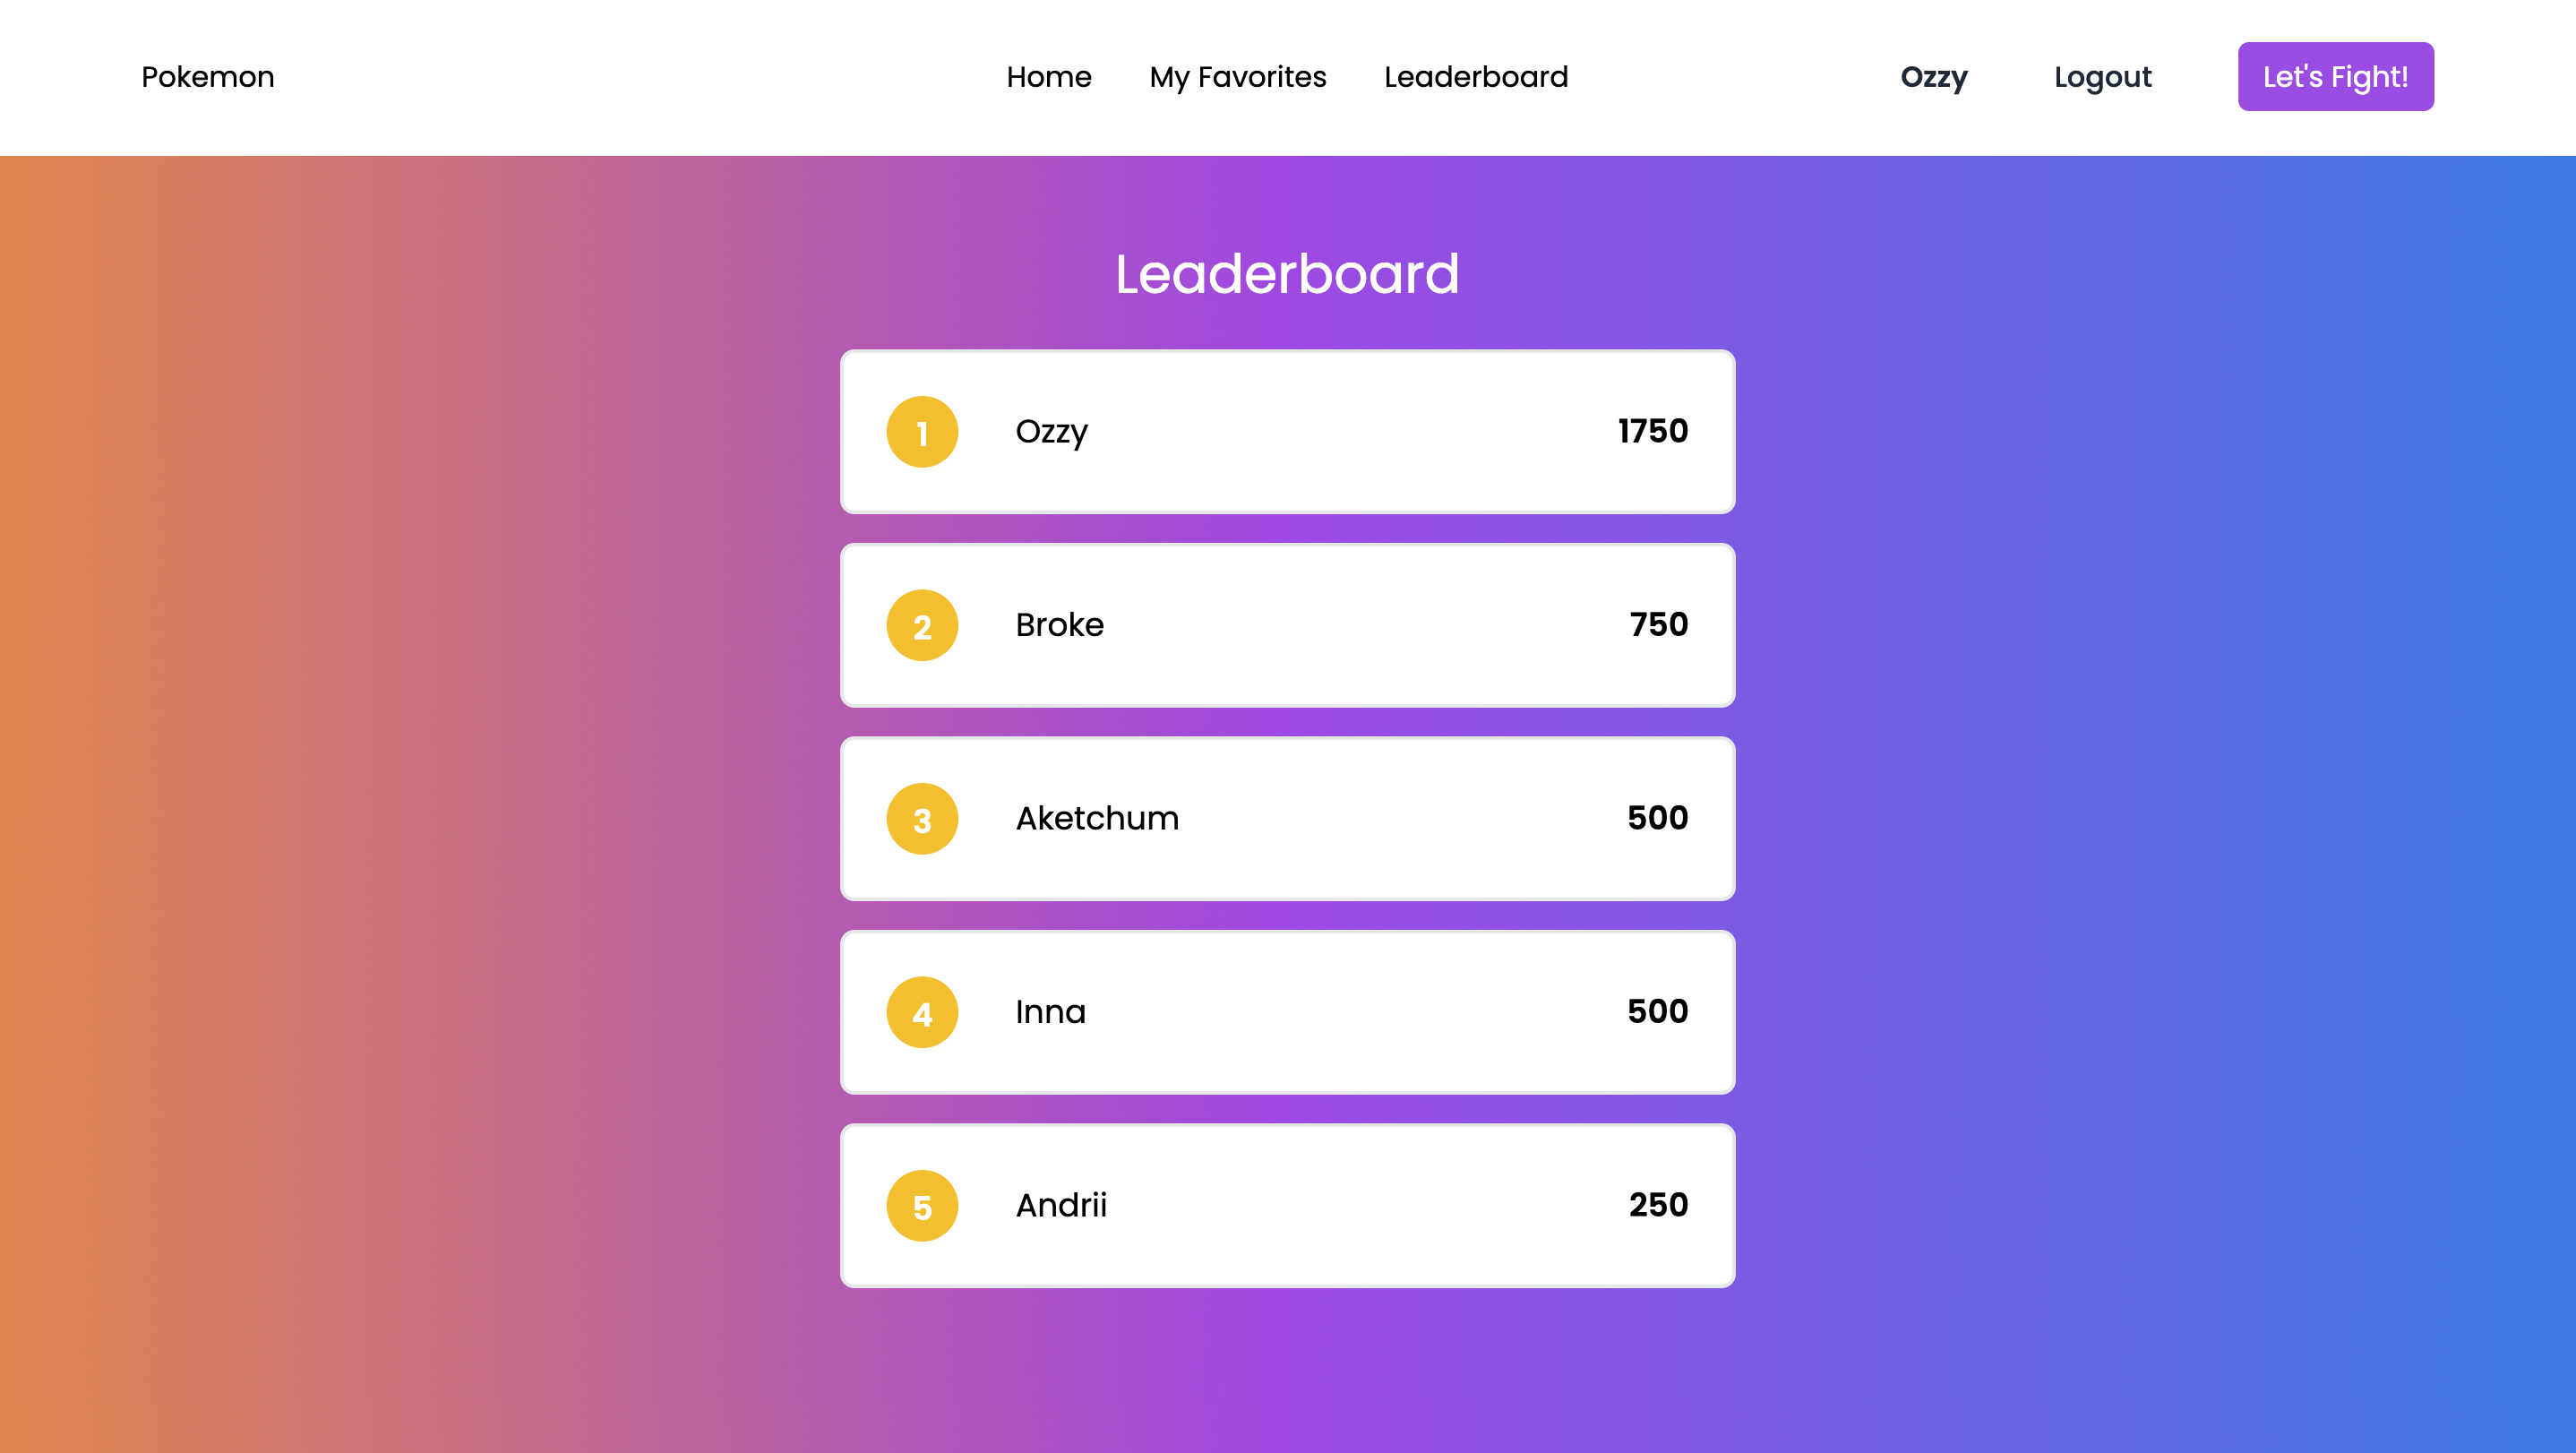 Pokemon Home My Favorites Leaderboard Ozzy Logout Let's Fight!
Leaderboard
1 Ozzy 1750
2 Broke 750
3 Aketchum 500
4 Inna 500
5 Andrii 250